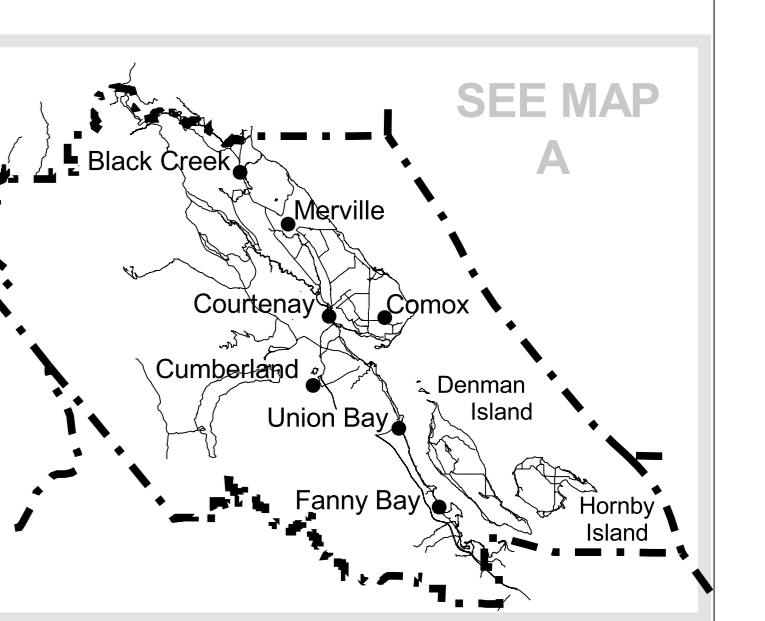 SEE MAP
A
Black Creek
Merville
Courtenay
Comox
Cumberland
Denman
Island
Union Bay
Fanny Bay
Hornby
Island